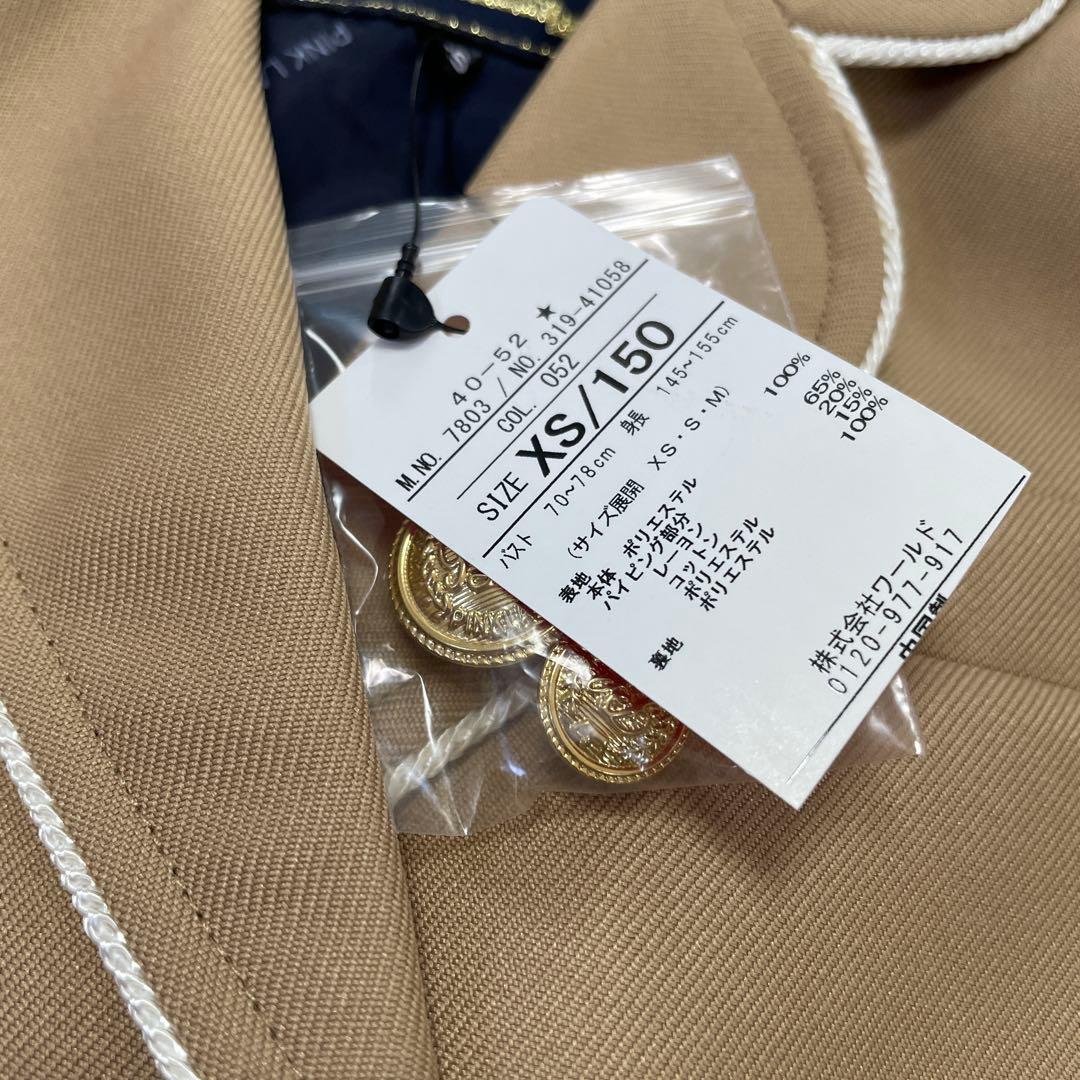 PINK L
40-52 ★
M.NO. 7803 / NO. 319-41058
COL. 052
SIZE XS/150
バスト 70~78cm 身長 145~155cm
(サイズ展開 XS・S・M)
表地 本体 ポリエステル 100%
パイピング部分
レーヨン 65%
コットン 20%
ポリエステル 15%
裏地 ポリエステル 100%
株式会社ワールド
0120-977-917
中国製
PINK